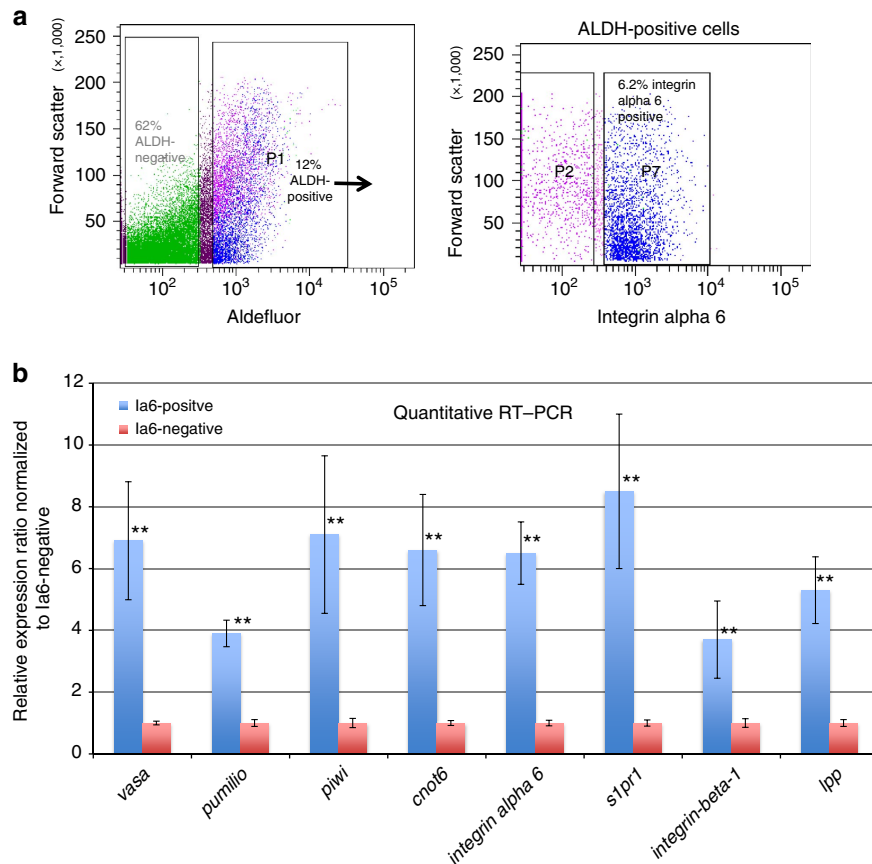 a
ALDH-positive cells
Forward scatter (×,1,000)
250
200
150
100
50
62%
ALDH-
negative
P1
12%
ALDH-
positive
10²
10³
10⁴
10⁵
Aldefluor
Forward scatter (×,1,000)
250
200
150
100
50
6.2% integrin
alpha 6
positive
P2
P7
10²
10³
10⁴
10⁵
Integrin alpha 6
b
Quantitative RT–PCR
Ia6-positve
Ia6-negative
Relative expression ratio normalized
to Ia6-negative
12
10
8
6
4
2
0
**
**
**
**
**
**
**
**
vasa
pumilio
piwi
cnot6
integrin alpha 6
s1pr1
integrin-beta-1
lpp